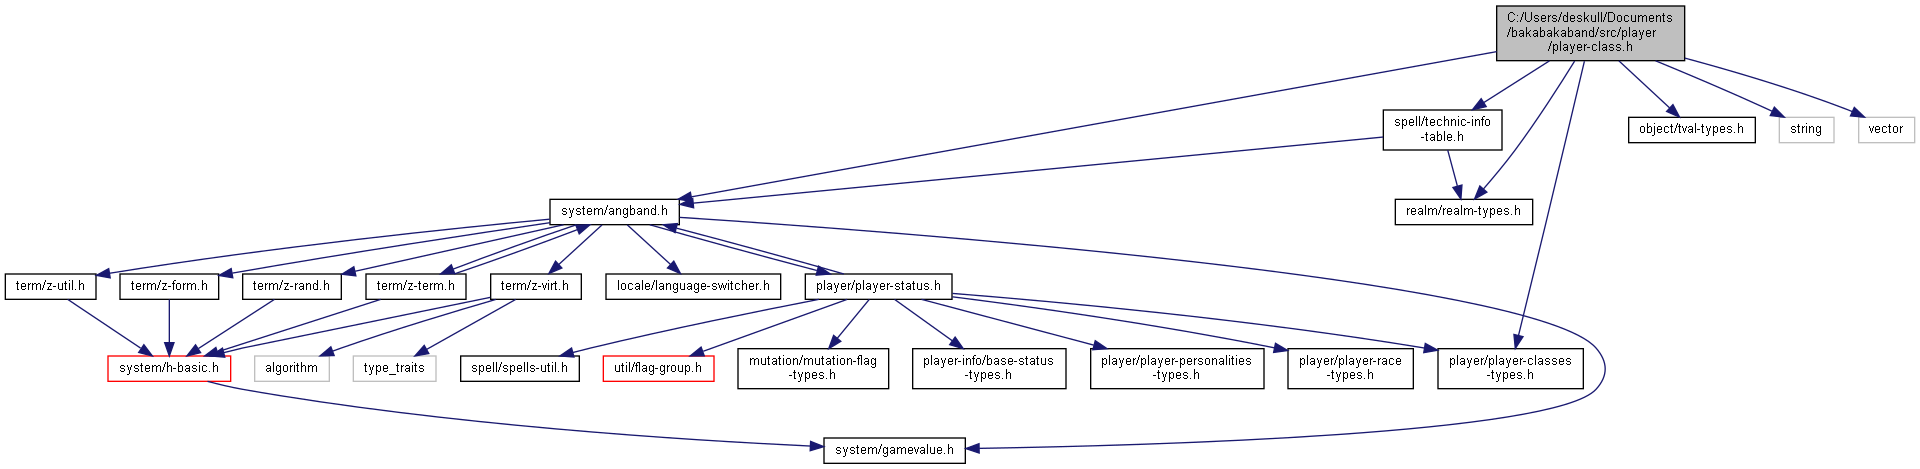 C:/Users/deskull/Documents
/bakabakaband/src/player
/player-class.h
spell/technic-info
-table.h
object/tval-types.h
string
vector
system/angband.h
realm/realm-types.h
term/z-util.h
term/z-form.h
term/z-rand.h
term/z-term.h
term/z-virt.h
locale/language-switcher.h
player/player-status.h
system/h-basic.h
algorithm
type_traits
spell/spells-util.h
util/flag-group.h
mutation/mutation-flag
-types.h
player-info/base-status
-types.h
player/player-personalities
-types.h
player/player-race
-types.h
player/player-classes
-types.h
system/gamevalue.h